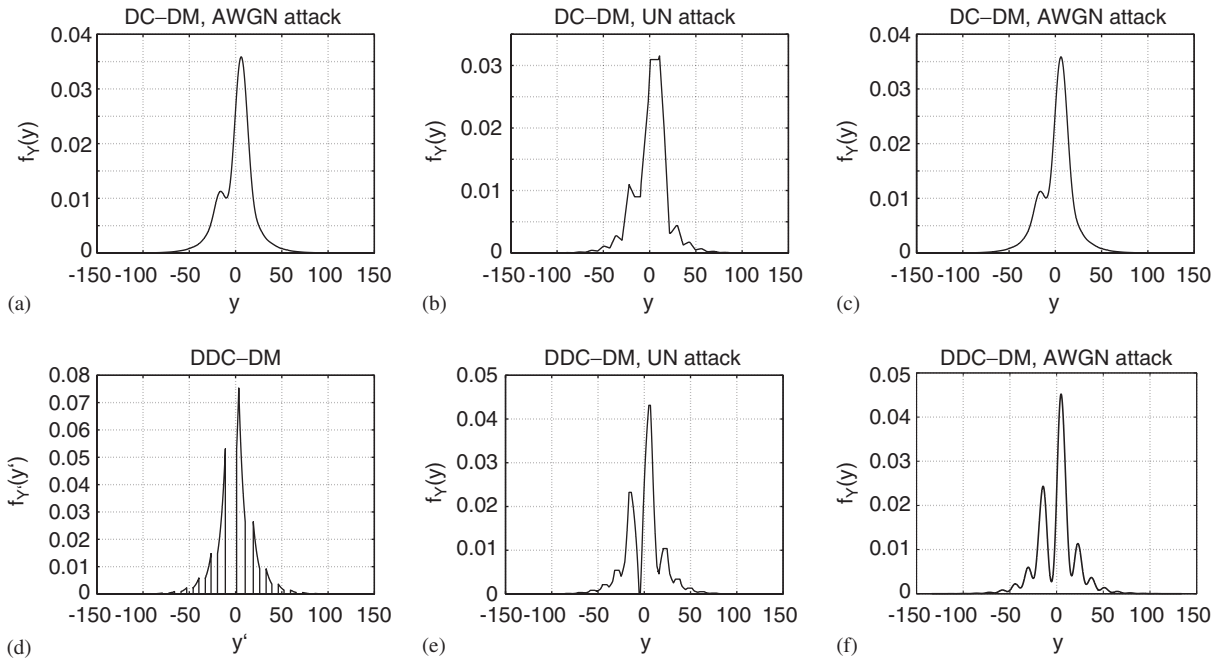 DC–DM, AWGN attack
0.04
0.03
0.02
0.01
0
f_Y(y)
-150 -100 -50 0 50 100 150
y
(a)
DC–DM, UN attack
0.03
0.02
0.01
0
f_Y(y)
-150 -100 -50 0 50 100 150
y
(b)
DC–DM, AWGN attack
0.04
0.03
0.02
0.01
0
f_Y(y)
-150 -100 -50 0 50 100 150
y
(c)
DDC–DM
0.08
0.07
0.06
0.05
0.04
0.03
0.02
0.01
0
f_Y'(y')
-150 -100 -50 0 50 100 150
y'
(d)
DDC–DM, UN attack
0.05
0.04
0.03
0.02
0.01
0
f_Y(y)
-150 -100 -50 0 50 100 150
y
(e)
DDC–DM, AWGN attack
0.05
0.04
0.03
0.02
0.01
0
f_Y(y)
-150 -100 -50 0 50 100 150
y
(f)